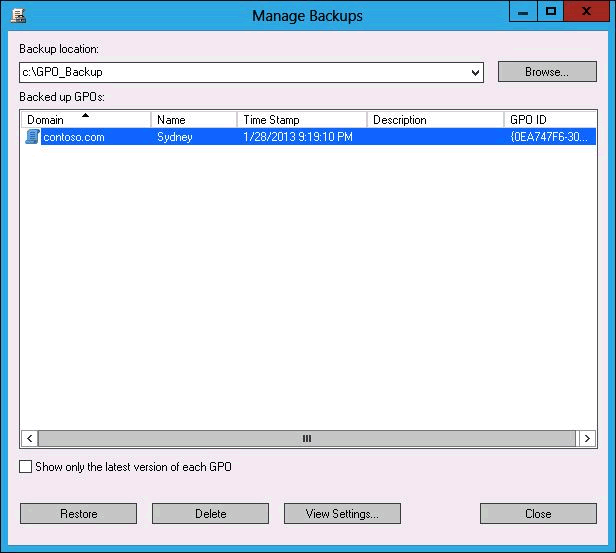 Manage Backups
Backup location:
c:\GPO_Backup
Browse...
Backed up GPOs:
Domain Name Time Stamp Description GPO ID
contoso.com Sydney 1/28/2013 9:19:10 PM {0EA747F6-30...
Show only the latest version of each GPO
Restore Delete View Settings... Close